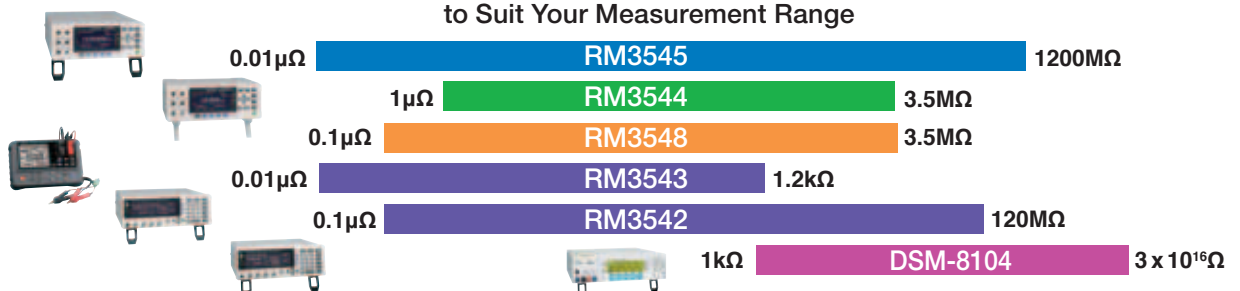 to Suit Your Measurement Range
0.01µΩ RM3545 1200MΩ
1µΩ RM3544 3.5MΩ
0.1µΩ RM3548 3.5MΩ
0.01µΩ RM3543 1.2kΩ
0.1µΩ RM3542 120MΩ
1kΩ DSM-8104 3 x 10¹⁶Ω